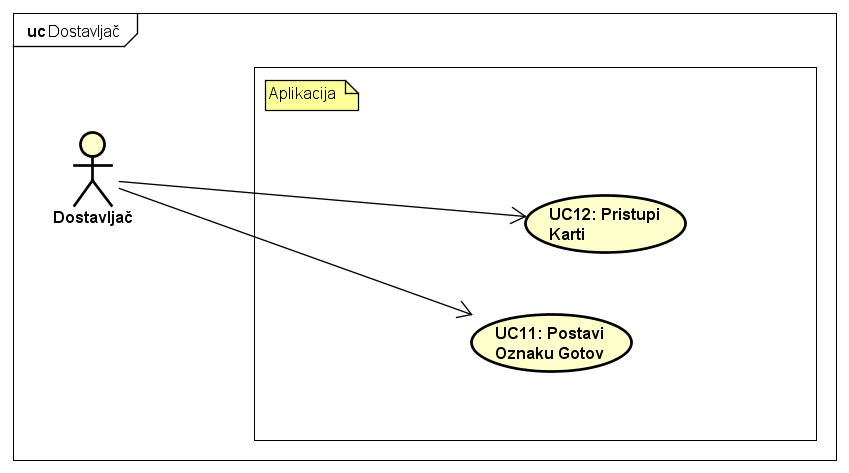 uc Dostavljač
Aplikacija
Dostavljač
UC12: Pristupi
Karti
UC11: Postavi
Oznaku Gotov